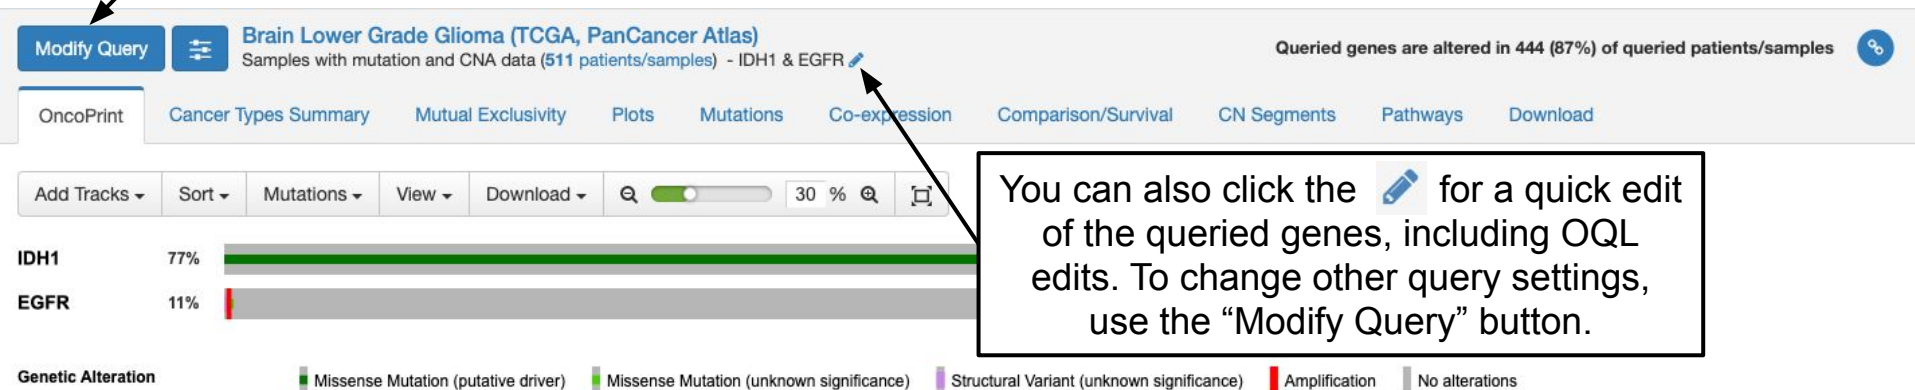 Modify Query
Brain Lower Grade Glioma (TCGA, PanCancer Atlas)
Samples with mutation and CNA data (511 patients/samples) - IDH1 & EGFR
Queried genes are altered in 444 (87%) of queried patients/samples
OncoPrint Cancer Types Summary Mutual Exclusivity Plots Mutations Co-expression Comparison/Survival CN Segments Pathways Download
Add Tracks Sort Mutations View Download 30 %
IDH1 77%
EGFR 11%
You can also click the for a quick edit
of the queried genes, including OQL
edits. To change other query settings,
use the “Modify Query” button.
Genetic Alteration Missense Mutation (putative driver) Missense Mutation (unknown significance) Structural Variant (unknown significance) Amplification No alterations